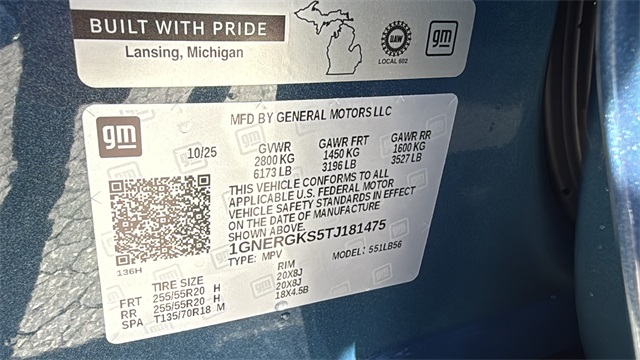 BUILT WITH PRIDE
Lansing, Michigan
UAW
LOCAL 602
gm
gm
MFD BY GENERAL MOTORS LLC
10/25
GVWR
2800 KG
6173 LB
GAWR FRT
1450 KG
3196 LB
GAWR RR
1600 KG
3527 LB
THIS VEHICLE CONFORMS TO ALL
APPLICABLE U.S. FEDERAL MOTOR
VEHICLE SAFETY STANDARDS IN EFFECT
ON THE DATE OF MANUFACTURE
SHOWN ABOVE.
1GNERGKS5TJ181475
TYPE: MPV
MODEL: 551LB56
136H
TIRE SIZE
RIM
FRT 255/55R20 H 20X8J
RR 255/55R20 H 20X8J
SPA T135/70R18 M 18X4.5B